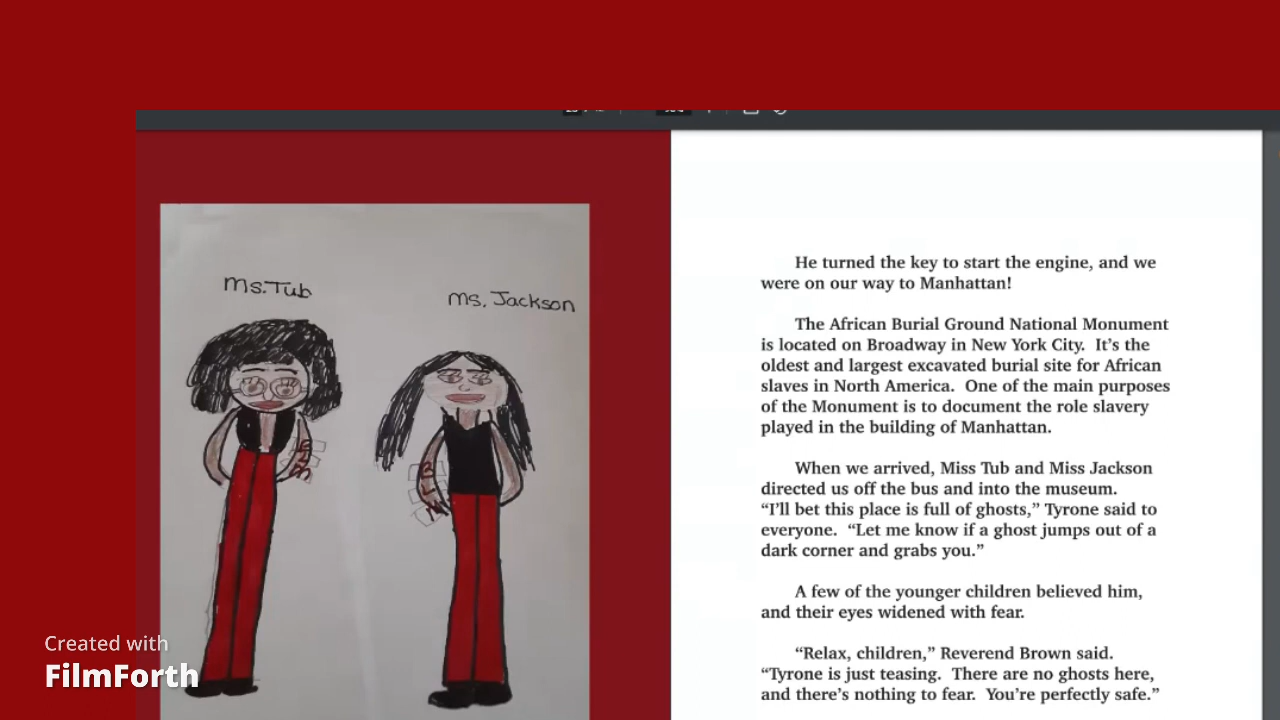 Ms. Tub
Ms. Jackson
BLM
BLM
He turned the key to start the engine, and we
were on our way to Manhattan!
The African Burial Ground National Monument
is located on Broadway in New York City. It's the
oldest and largest excavated burial site for African
slaves in North America. One of the main purposes
of the Monument is to document the role slavery
played in the building of Manhattan.
When we arrived, Miss Tub and Miss Jackson
directed us off the bus and into the museum.
“I'll bet this place is full of ghosts,” Tyrone said to
everyone. “Let me know if a ghost jumps out of a
dark corner and grabs you.”
A few of the younger children believed him,
and their eyes widened with fear.
“Relax, children,” Reverend Brown said.
“Tyrone is just teasing. There are no ghosts here,
and there's nothing to fear. You're perfectly safe.”
Created with
FilmForth